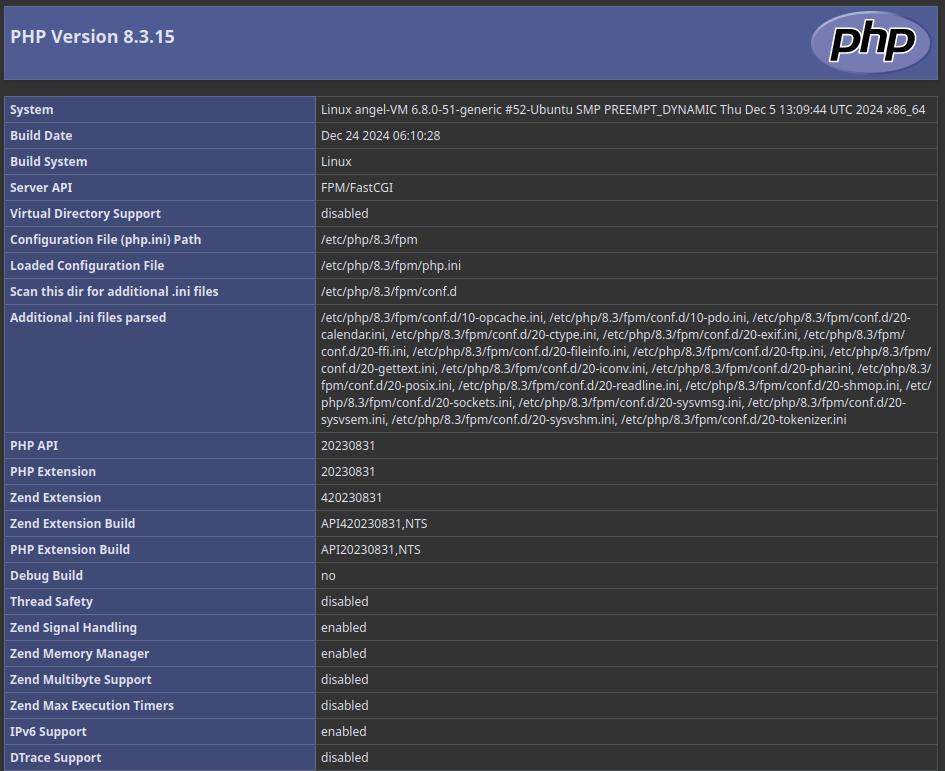 PHP Version 8.3.15
php
System Linux angel-VM 6.8.0-51-generic #52-Ubuntu SMP PREEMPT_DYNAMIC Thu Dec 5 13:09:44 UTC 2024 x86_64
Build Date Dec 24 2024 06:10:28
Build System Linux
Server API FPM/FastCGI
Virtual Directory Support disabled
Configuration File (php.ini) Path /etc/php/8.3/fpm
Loaded Configuration File /etc/php/8.3/fpm/php.ini
Scan this dir for additional .ini files /etc/php/8.3/fpm/conf.d
Additional .ini files parsed /etc/php/8.3/fpm/conf.d/10-opcache.ini, /etc/php/8.3/fpm/conf.d/10-pdo.ini, /etc/php/8.3/fpm/conf.d/20-
calendar.ini, /etc/php/8.3/fpm/conf.d/20-ctype.ini, /etc/php/8.3/fpm/conf.d/20-exif.ini, /etc/php/8.3/fpm/
conf.d/20-ffi.ini, /etc/php/8.3/fpm/conf.d/20-fileinfo.ini, /etc/php/8.3/fpm/conf.d/20-ftp.ini, /etc/php/8.3/fpm/
conf.d/20-gettext.ini, /etc/php/8.3/fpm/conf.d/20-iconv.ini, /etc/php/8.3/fpm/conf.d/20-phar.ini, /etc/php/8.3/
fpm/conf.d/20-posix.ini, /etc/php/8.3/fpm/conf.d/20-readline.ini, /etc/php/8.3/fpm/conf.d/20-shmop.ini, /etc/
php/8.3/fpm/conf.d/20-sockets.ini, /etc/php/8.3/fpm/conf.d/20-sysvmsg.ini, /etc/php/8.3/fpm/conf.d/20-
sysvsem.ini, /etc/php/8.3/fpm/conf.d/20-sysvshm.ini, /etc/php/8.3/fpm/conf.d/20-tokenizer.ini
PHP API 20230831
PHP Extension 20230831
Zend Extension 420230831
Zend Extension Build API420230831,NTS
PHP Extension Build API20230831,NTS
Debug Build no
Thread Safety disabled
Zend Signal Handling enabled
Zend Memory Manager enabled
Zend Multibyte Support disabled
Zend Max Execution Timers disabled
IPv6 Support enabled
DTrace Support disabled